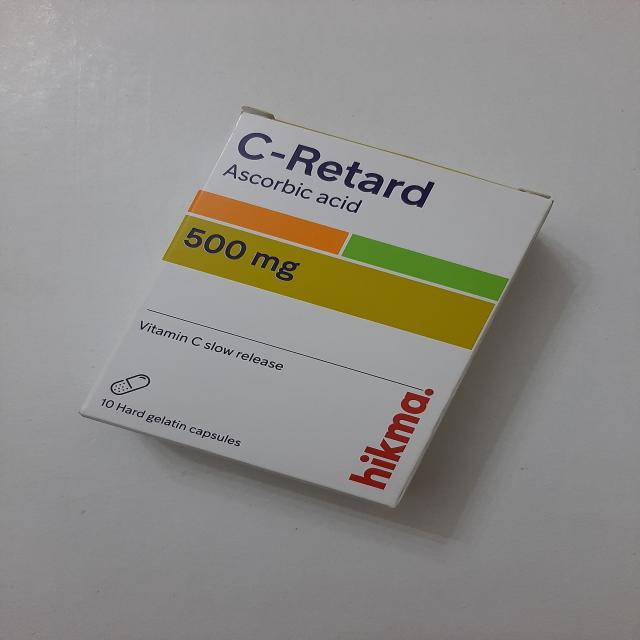 C-Retard
Ascorbic acid
500 mg
Vitamin C slow release
10 Hard gelatin capsules
hikma.